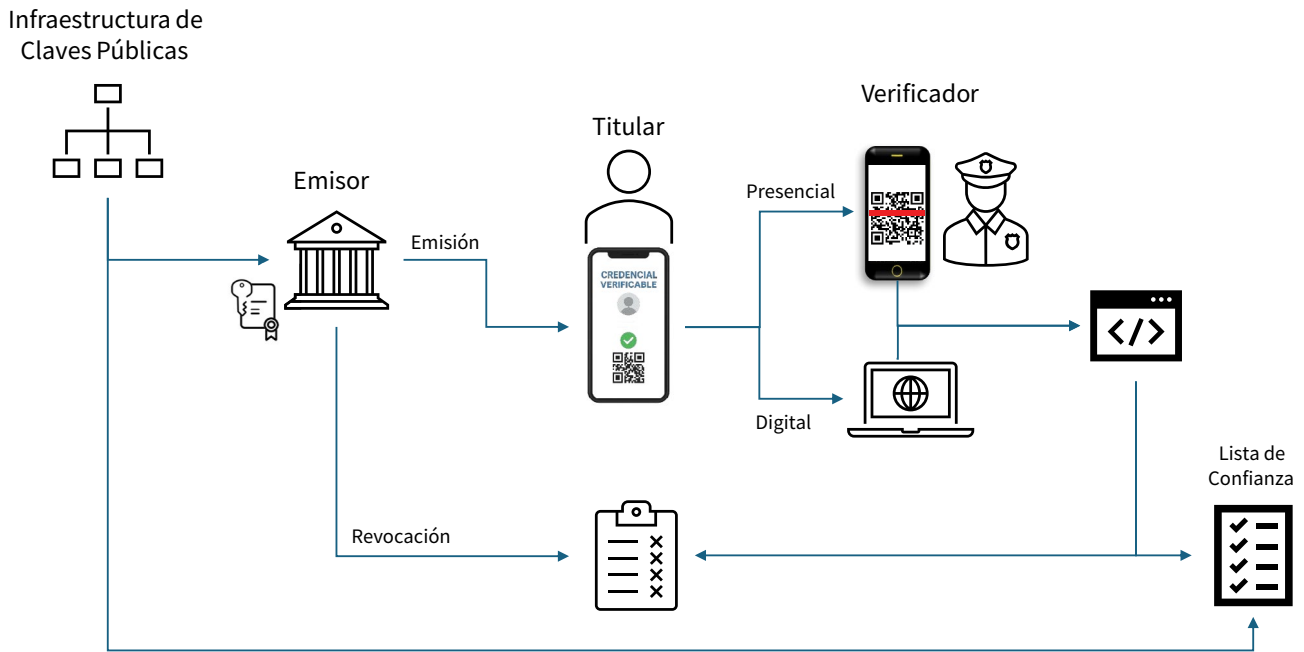 Infraestructura de
Claves Públicas
Verificador
Titular
Emisor
Presencial
Emisión
CREDENCIAL
VERIFICABLE
</>
Digital
Lista de
Confianza
Revocación